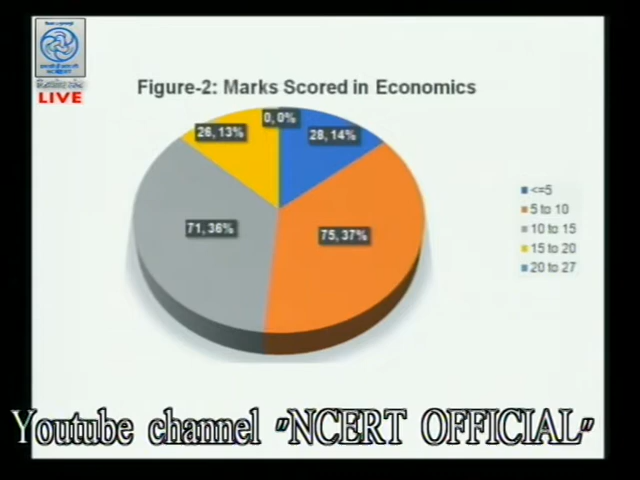 NCERT
LIVE
Figure-2: Marks Scored in Economics
0, 0%
26, 13%
28, 14%
71, 36%
75, 37%
<=5
5 to 10
10 to 15
15 to 20
20 to 27
Youtube channel "NCERT OFFICIAL"